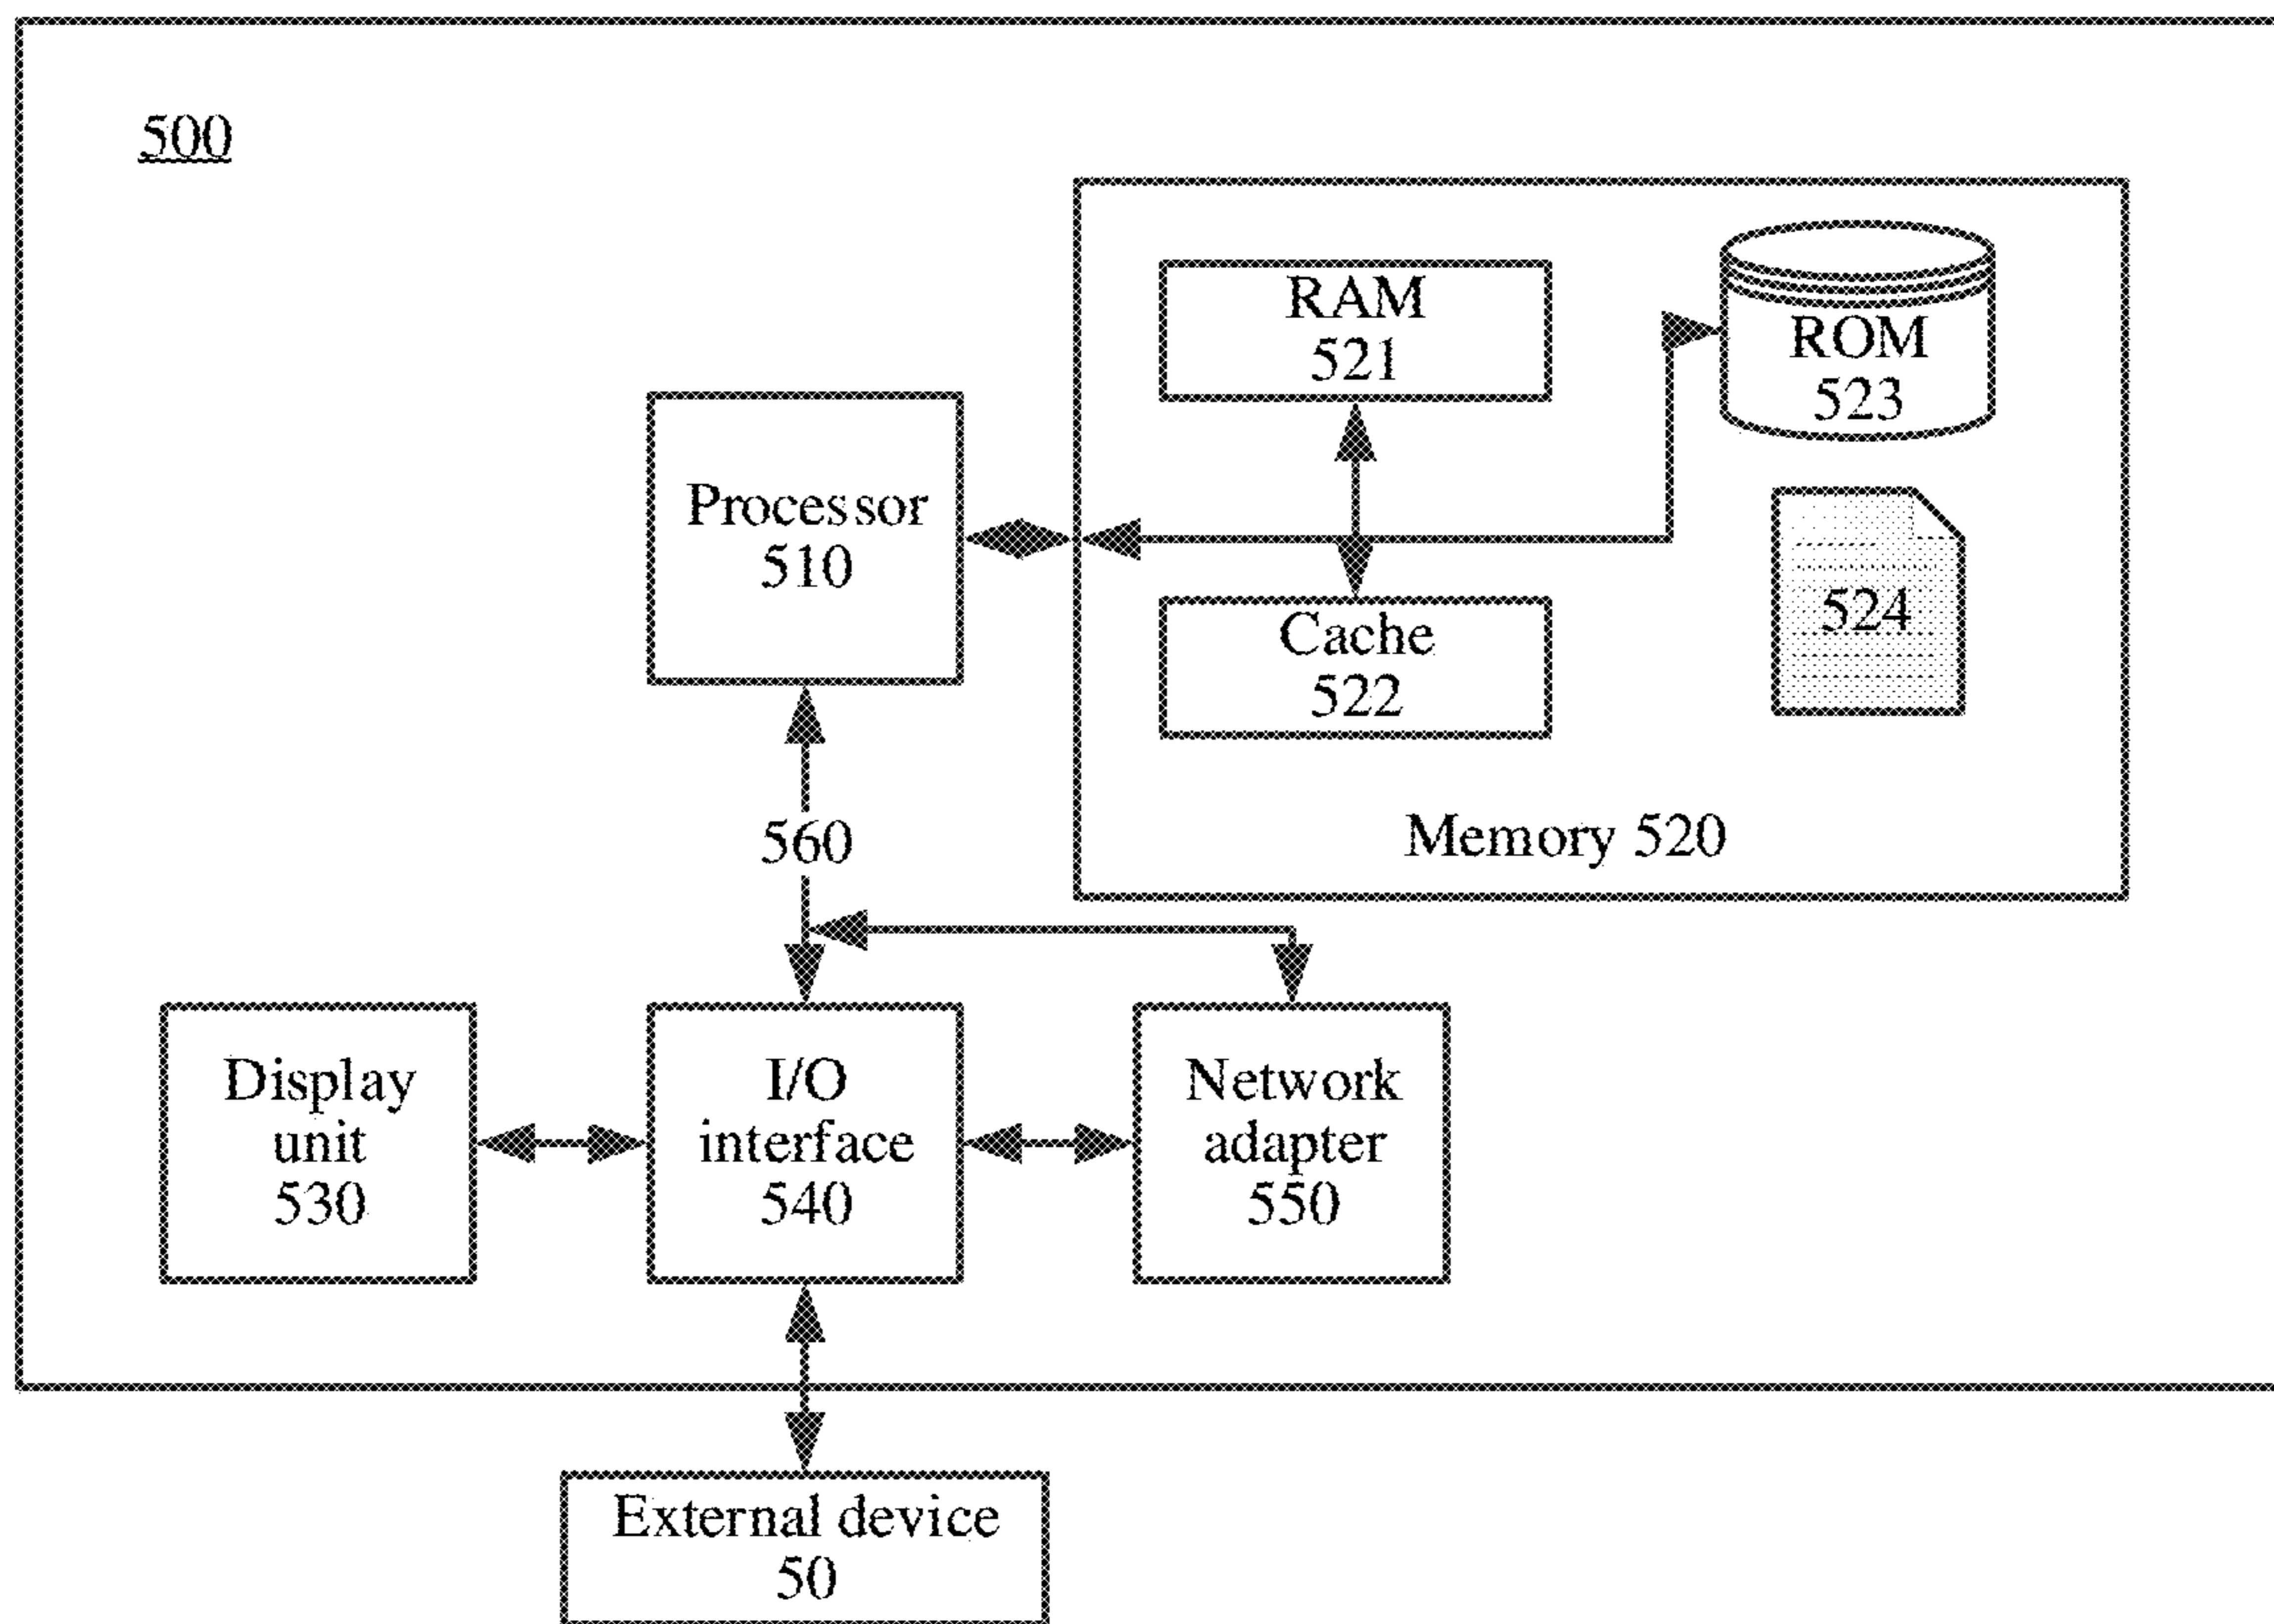 500
RAM
521
ROM
523
Processor
510
524
Cache
522
560
Memory 520
Display
unit
530
I/O
interface
540
Network
adapter
550
External device
50